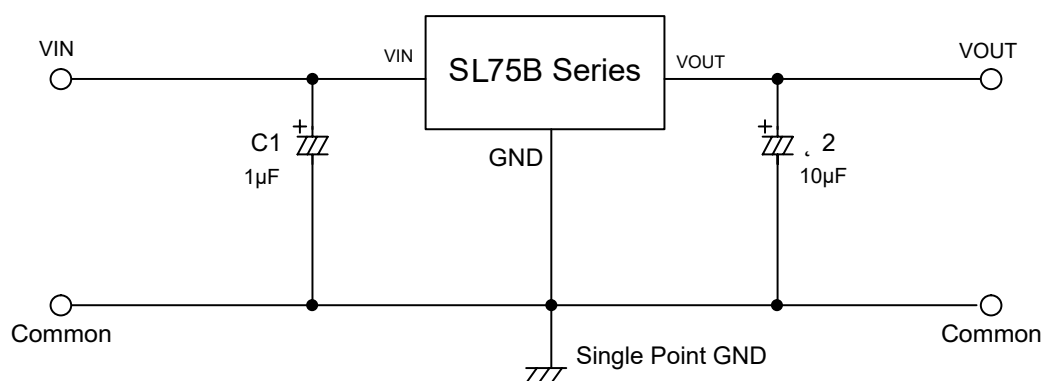 VIN
VIN
SL75B Series
VOUT
VOUT
+
C1
1µF
GND
+
2
10µF
Common
Single Point GND
Common